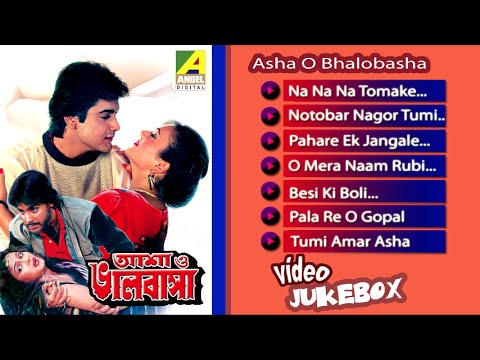 ANGEL
DIGITAL
আশা ও
ভালবাসা
Asha O Bhalobasha
Na Na Na Tomake...
Notobar Nagor Tumi..
Pahare Ek Jangale...
O Mera Naam Rubi...
Besi Ki Boli...
Pala Re O Gopal
Tumi Amar Asha
video
JUKEBOX